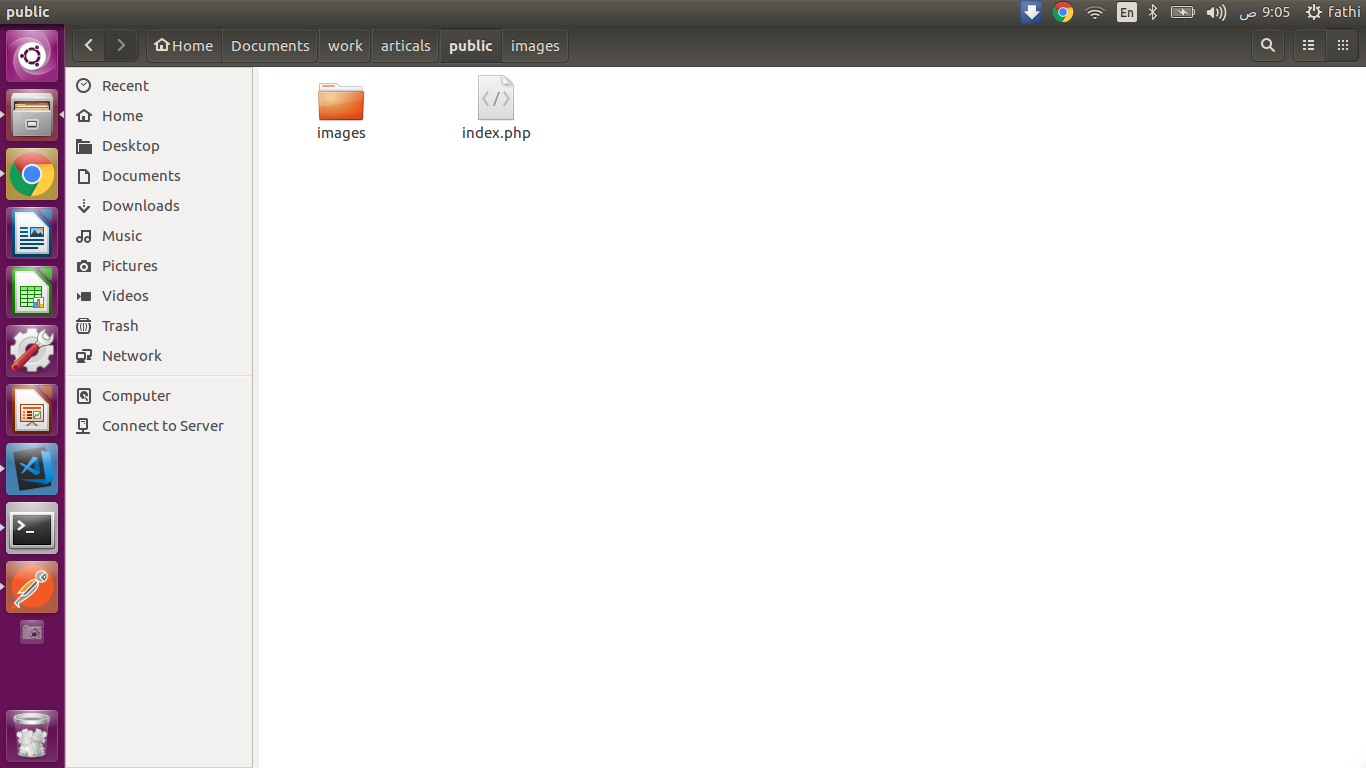 public
En
9:05 ص
fathi
Home
Documents
work
articals
public
images
Recent
Home
Desktop
Documents
Downloads
Music
Pictures
Videos
Trash
Network
Computer
Connect to Server
images
index.php